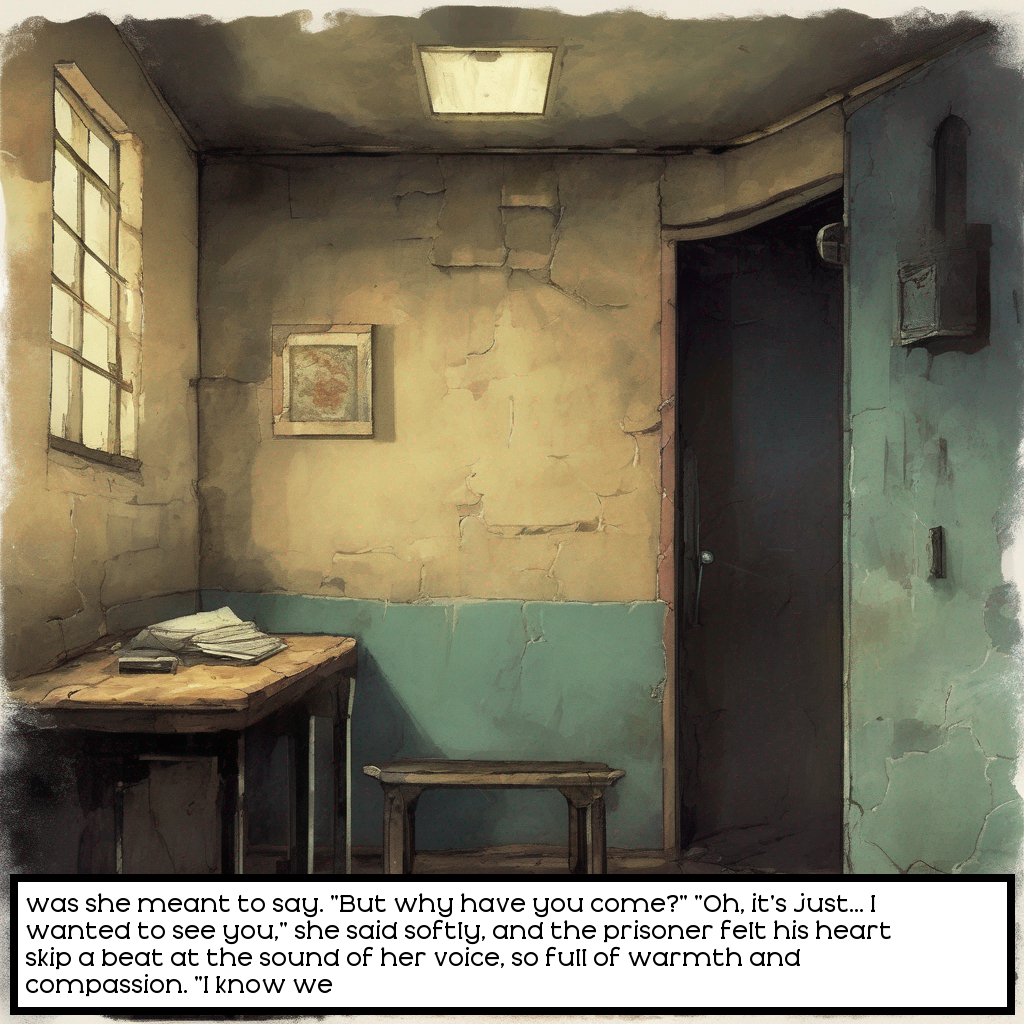 was she meant to say. "But why have you come?" "Oh, it's just... I
wanted to see you," she said softly, and the prisoner felt his heart
skip a beat at the sound of her voice, so full of warmth and
compassion. "I know we